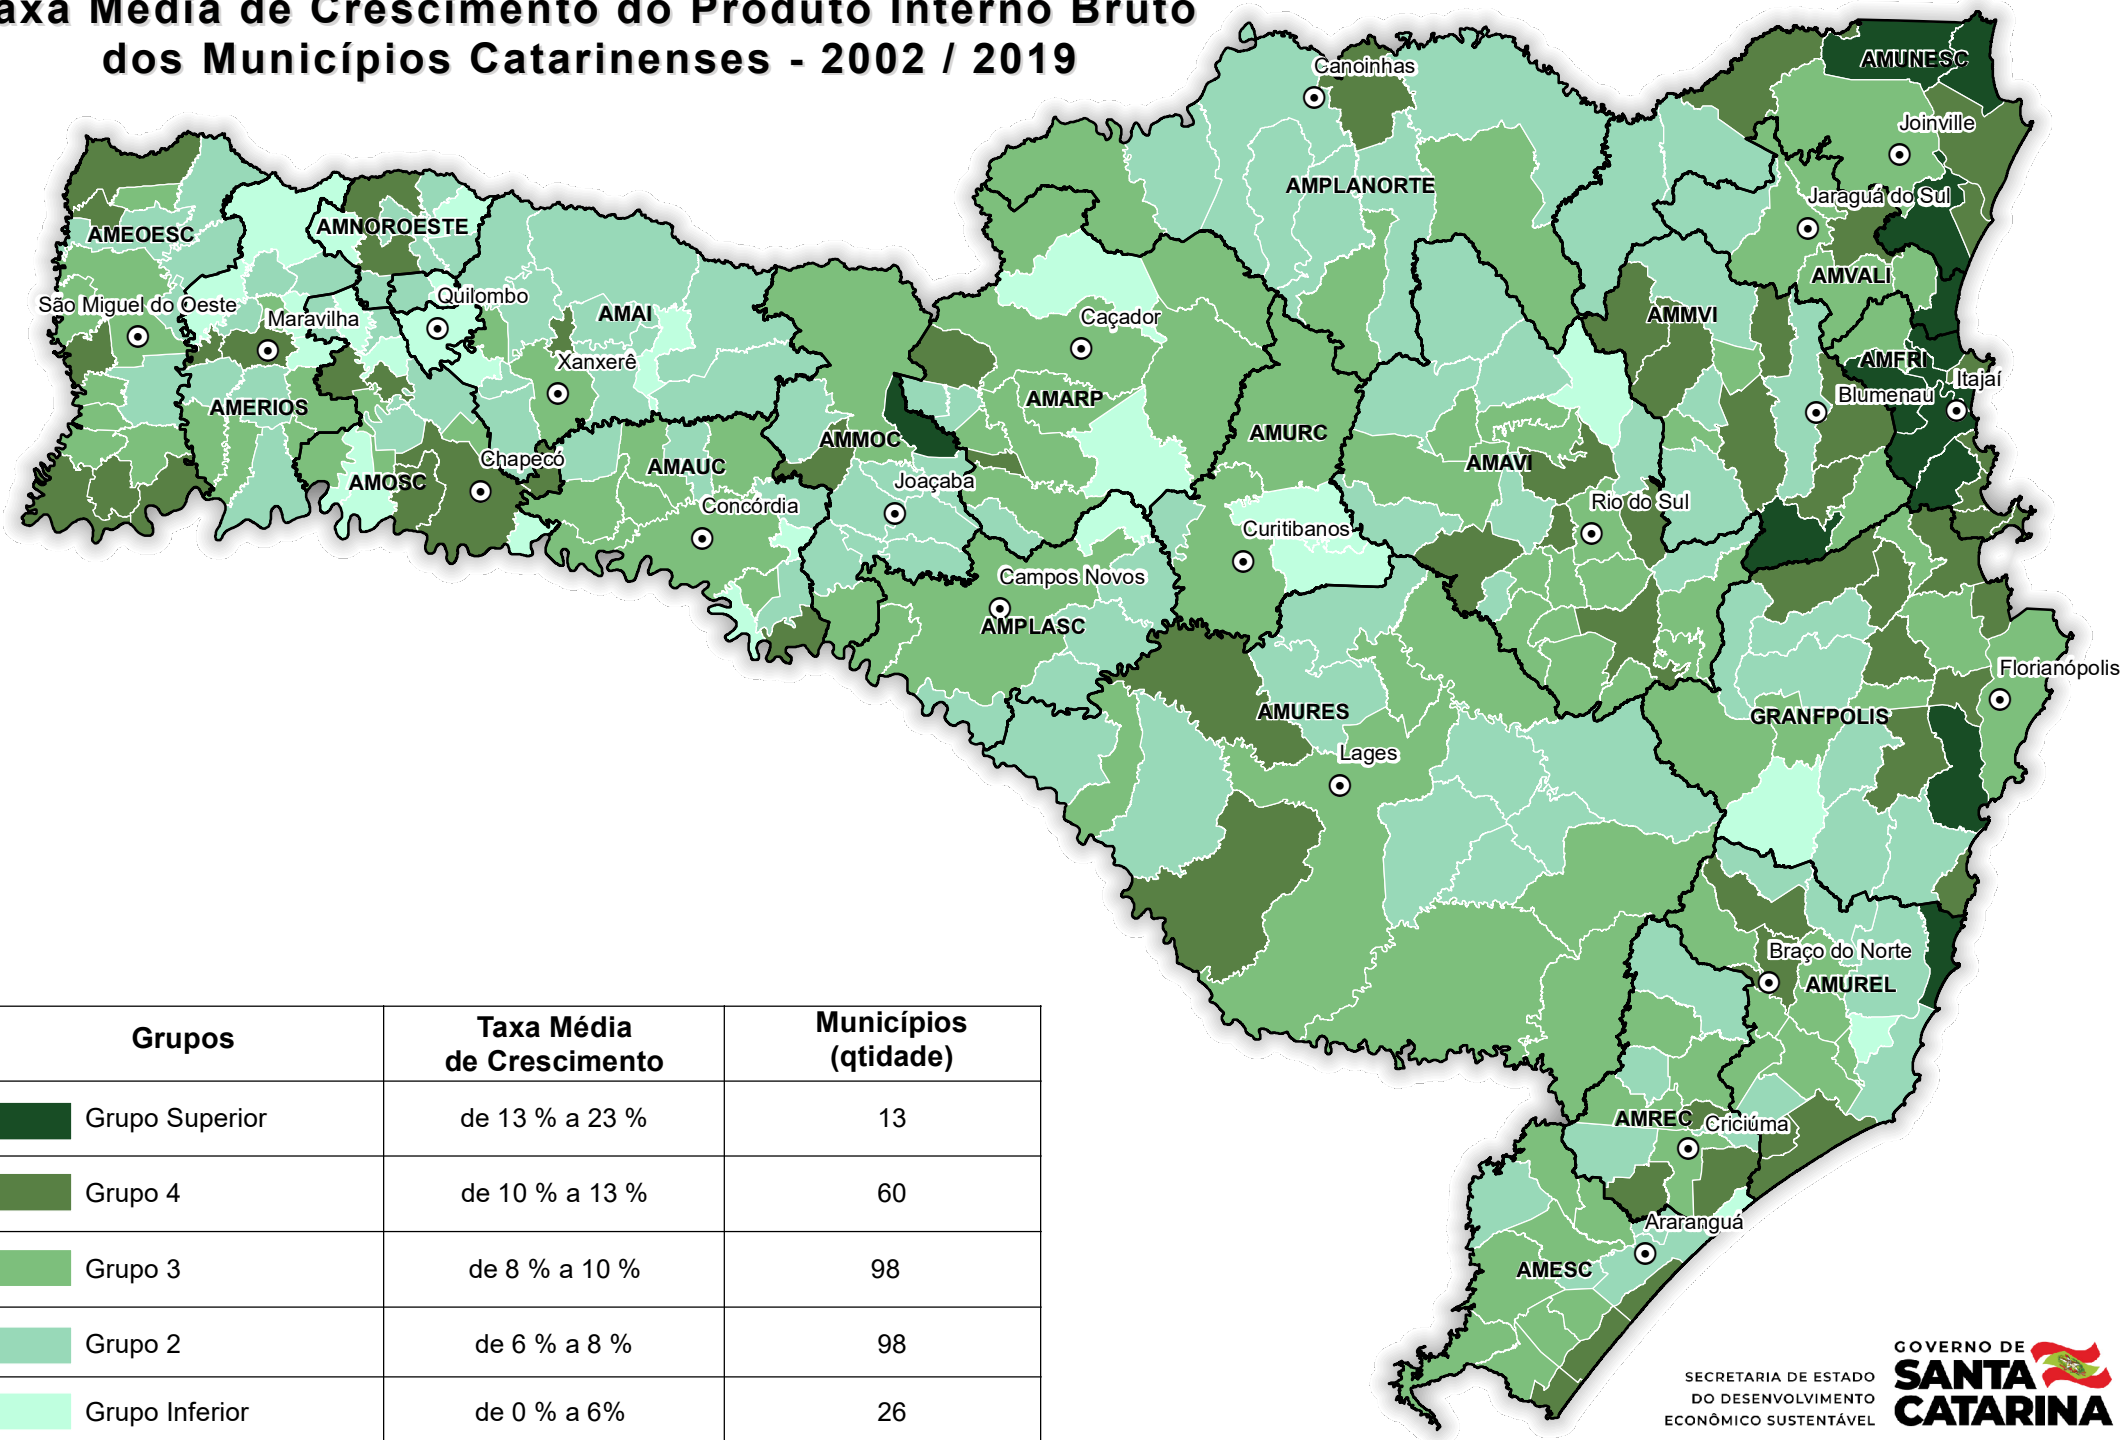 axa Média de Crescimento do Produto Interno Bruto
dos Municípios Catarinenses - 2002 / 2019
AMUNESC
Canoinhas
Joinville
AMPLANORTE
Jaraguá do Sul
AMNOROESTE
AMEOESC
AMVALI
Quilombo
São Miguel do Oeste
Maravilha
AMAI
AMMVI
Caçador
Xanxerê
AMFRI
Itajaí
Blumenau
AMARP
AMERIOS
AMURC
AMMOC
Chapecó
AMAUC
AMAVI
AMOSC
Joaçaba
Concórdia
Rio do Sul
Curitibanos
Campos Novos
AMPLASC
Florianópolis
AMURES
GRANFPOLIS
Lages
Braço do Norte
AMUREL
AMREC
Criciúma
Araranguá
AMESC
Grupos
Taxa Média
de Crescimento
Municípios
(qtidade)
Grupo Superior
de 13 % a 23 %
13
Grupo 4
de 10 % a 13 %
60
Grupo 3
de 8 % a 10 %
98
Grupo 2
de 6 % a 8 %
98
Grupo Inferior
de 0 % a 6%
26
SECRETARIA DE ESTADO
DO DESENVOLVIMENTO
ECONÔMICO SUSTENTÁVEL
GOVERNO DE
SANTA
CATARINA